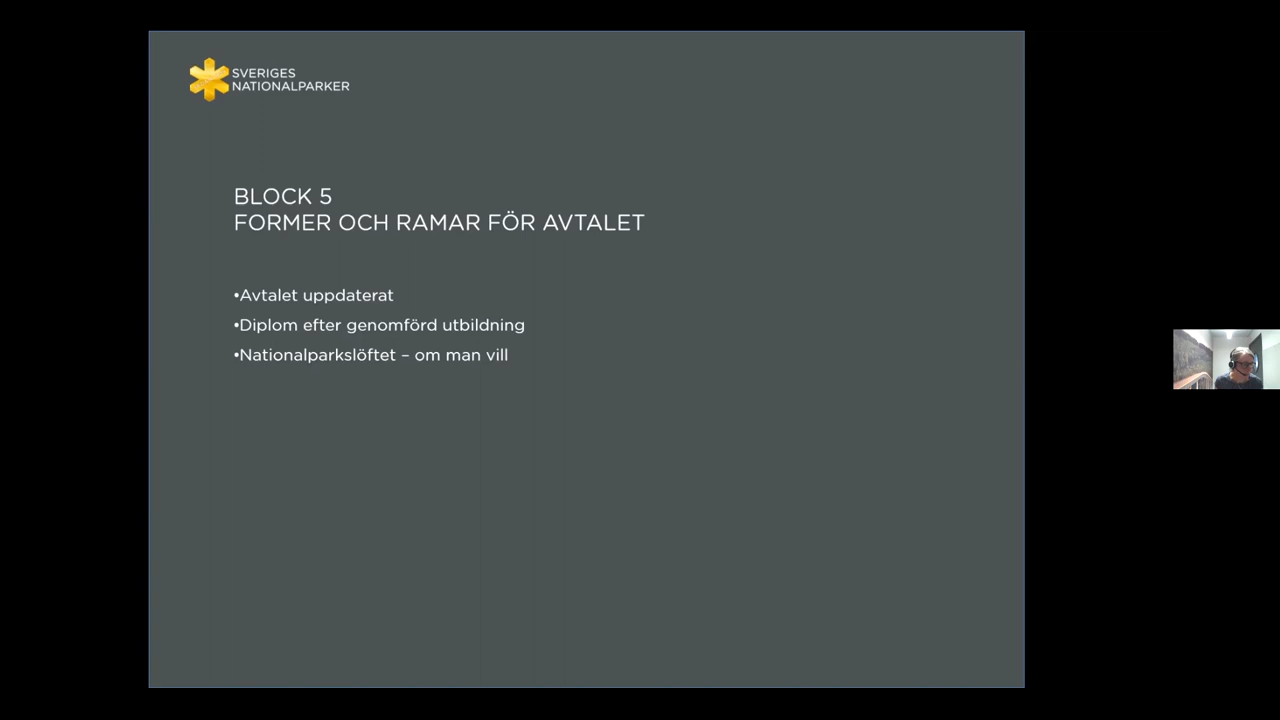 SVERIGES
NATIONALPARKER
BLOCK 5
FORMER OCH RAMAR FÖR AVTALET
•Avtalet uppdaterat
•Diplom efter genomförd utbildning
•Nationalparkslöftet – om man vill